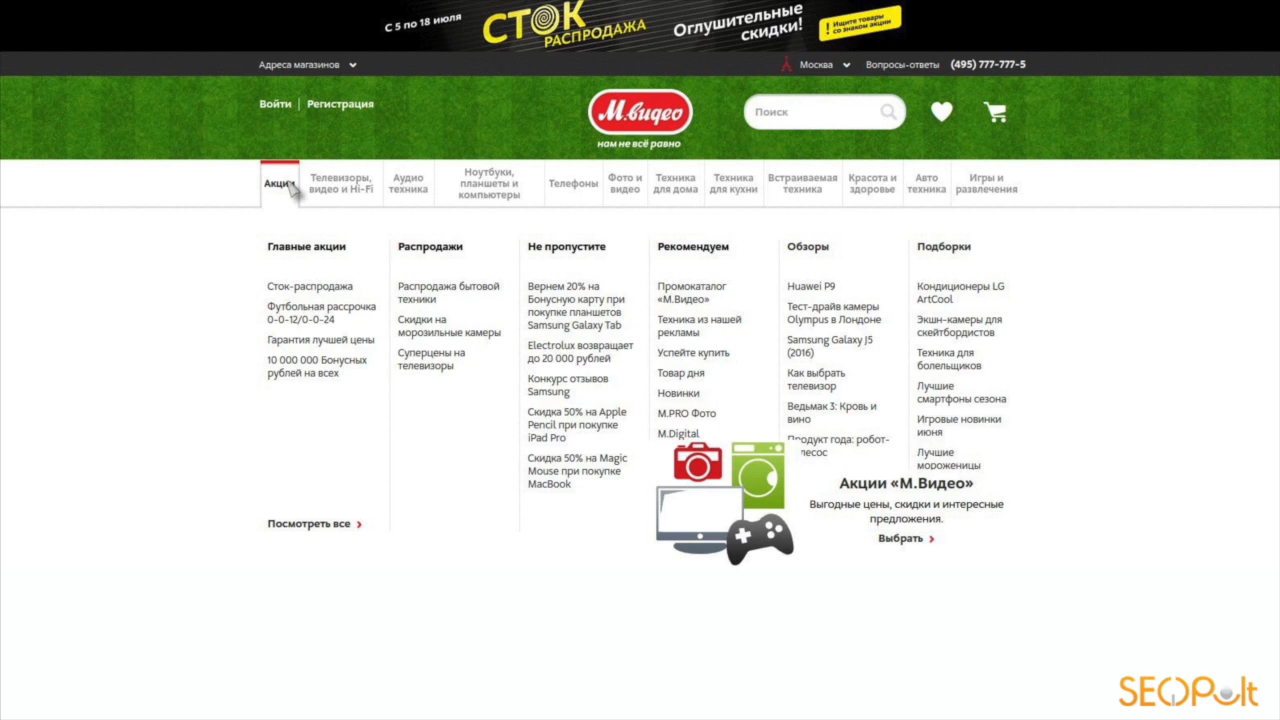 С 5 по 18 июля
СТОК
РАСПРОДАЖА
Оглушительные
скидки!
! Ищите товары
со знаком акции
Адреса магазинов
Москва
Вопросы-ответы
(495) 777-777-5
Войти | Регистрация
М.видео
нам не всё равно
Поиск
Акции
Телевизоры,
видео и Hi-Fi
Аудио
техника
Ноутбуки,
планшеты и
компьютеры
Телефоны
Фото и
видео
Техника
для дома
Техника
для кухни
Встраиваемая
техника
Красота и
здоровье
Авто
техника
Игры и
развлечения
Главные акции
Сток-распродажа
Футбольная рассрочка
0-0-12/0-0-24
Гарантия лучшей цены
10 000 000 Бонусных
рублей на всех
Посмотреть все
Распродажи
Распродажа бытовой
техники
Скидки на
морозильные камеры
Суперцены на
телевизоры
Не пропустите
Вернем 20% на
Бонусную карту при
покупке планшетов
Samsung Galaxy Tab
Electrolux возвращает
до 20 000 рублей
Конкурс отзывов
Samsung
Скидка 50% на Apple
Pencil при покупке
iPad Pro
Скидка 50% на Magic
Mouse при покупке
MacBook
Рекомендуем
Промокаталог
«М.Видео»
Техника из нашей
рекламы
Успейте купить
Товар дня
Новинки
M.PRO Фото
M.Digital
Обзоры
Huawei P9
Тест-драйв камеры
Olympus в Лондоне
Samsung Galaxy J5
(2016)
Как выбрать
телевизор
Ведьмак 3: Кровь и
вино
Продукт года: робот-
лесос
Подборки
Кондиционеры LG
ArtCool
Экшн-камеры для
скейтбордистов
Техника для
болельщиков
Лучшие
смартфоны сезона
Игровые новинки
июня
Лучшие
мороженицы
Акции «М.Видео»
Выгодные цены, скидки и интересные
предложения.
Выбрать
SEOPult